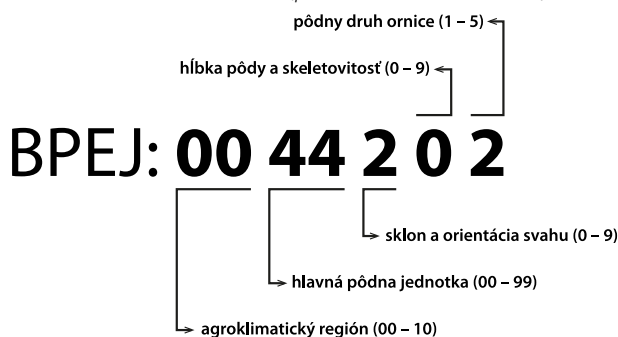 pôdny druh ornice (1 – 5)
hĺbka pôdy a skeletovitosť (0 – 9)
BPEJ: 00 44 2 0 2
sklon a orientácia svahu (0 – 9)
hlavná pôdna jednotka (00 – 99)
agroklimatický región (00 – 10)